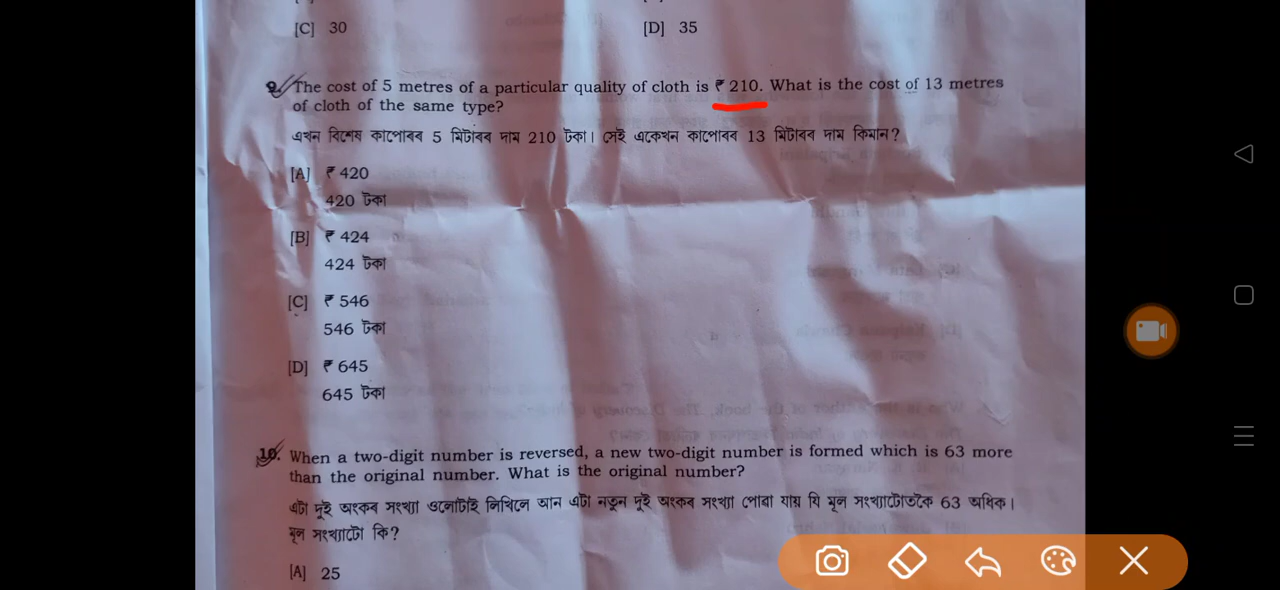 [C] 30
[D] 35
9. The cost of 5 metres of a particular quality of cloth is ₹ 210. What is the cost of 13 metres
of cloth of the same type?
এখন বিশেষ কাপোৰৰ 5 মিটাৰৰ দাম 210 টকা। সেই একেখন কাপোৰৰ 13 মিটাৰৰ দাম কিমান?
[A] ₹ 420
420 টকা
[B] ₹ 424
424 টকা
[C] ₹ 546
546 টকা
[D] ₹ 645
645 টকা
10. When a two-digit number is reversed, a new two-digit number is formed which is 63 more
than the original number. What is the original number?
এটা দুই অংকৰ সংখ্যা ওলোটাই লিখিলে আন এটা নতুন দুই অংকৰ সংখ্যা পোৱা যায় যি মূল সংখ্যাটোতকৈ 63 অধিক।
মূল সংখ্যাটো কি?
[A] 25